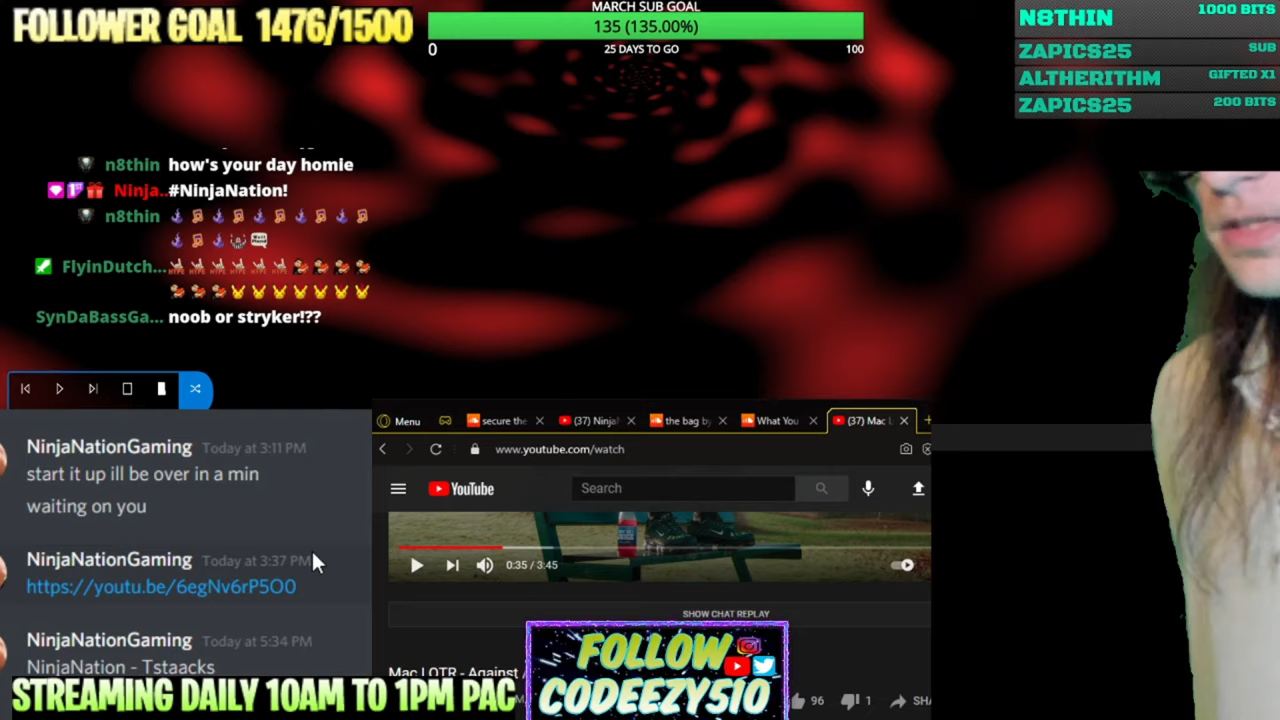 FOLLOWER GOAL 1476/1500
MARCH SUB GOAL
135 (135.00%)
0
25 DAYS TO GO
100
N8THIN 1000 BITS
ZAPICS25 SUB
ALTHERITHM GIFTED X1
ZAPICS25 200 BITS
n8thin how's your day homie
Ninja.. #NinjaNation!
n8thin
FlyinDutch...
SynDaBassGa... noob or stryker!??
NinjaNationGaming Today at 3:11 PM
start it up ill be over in a min
waiting on you
NinjaNationGaming Today at 3:37 PM
https://youtu.be/6egNv6rP5O0
NinjaNationGaming Today at 5:34 PM
NinjaNation - Tstaacks
STREAMING DAILY 10AM TO 1PM PAC
Menu
secure the
(37) Ninja
the bag by
What You
(37) Mac L
www.youtube.com/watch
YouTube
Search
0:35 / 3:45
SHOW CHAT REPLAY
Mac LOTR - Against
96
1
SHA
FOLLOW
CODEEZY510